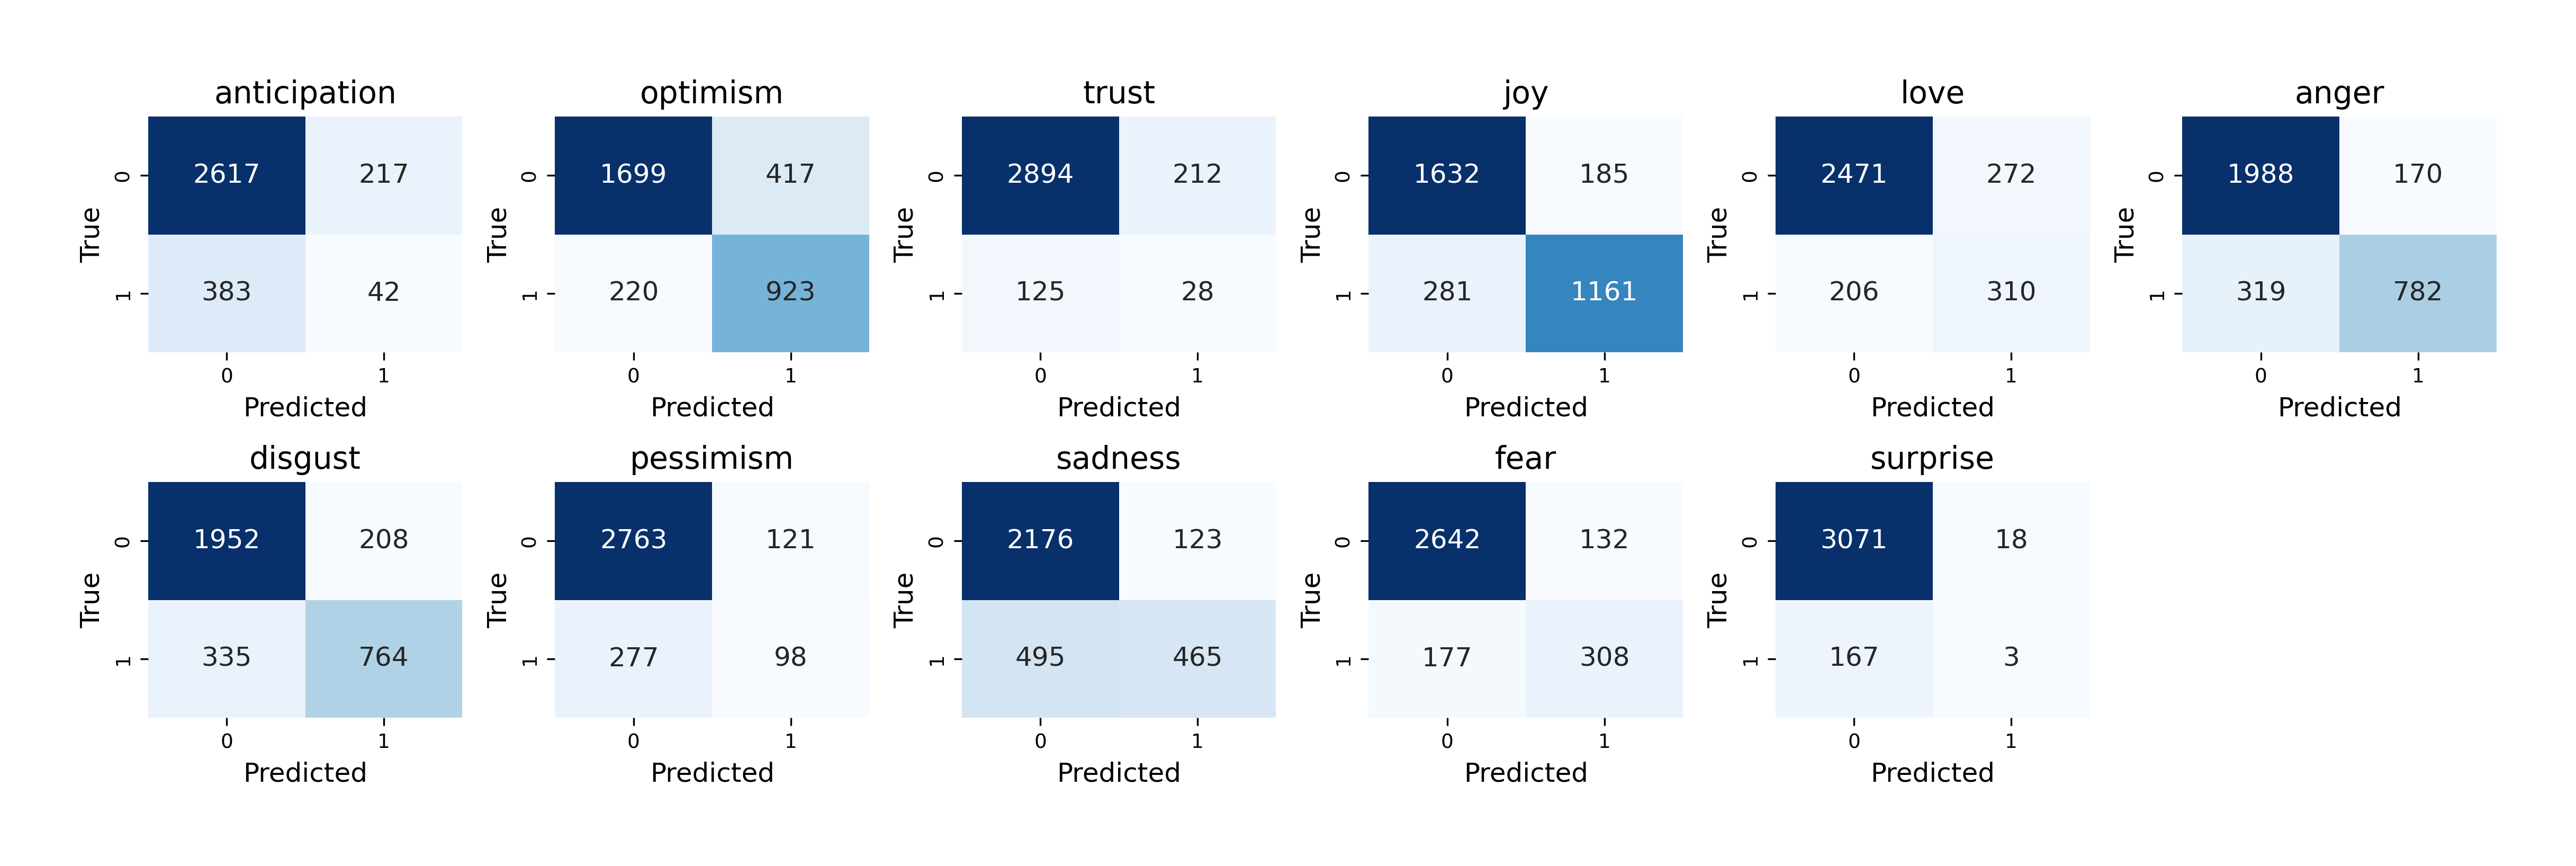 anticipation optimism trust joy love anger
0 2617 217 0 1699 417 0 2894 212 0 1632 185 0 2471 272 0 1988 170
True True True True True True
1 383 42 1 220 923 1 125 28 1 281 1161 1 206 310 1 319 782
0 1 0 1 0 1 0 1 0 1 0 1
Predicted Predicted Predicted Predicted Predicted Predicted
disgust pessimism sadness fear surprise
0 1952 208 0 2763 121 0 2176 123 0 2642 132 0 3071 18
True True True True True
1 335 764 1 277 98 1 495 465 1 177 308 1 167 3
0 1 0 1 0 1 0 1 0 1
Predicted Predicted Predicted Predicted Predicted